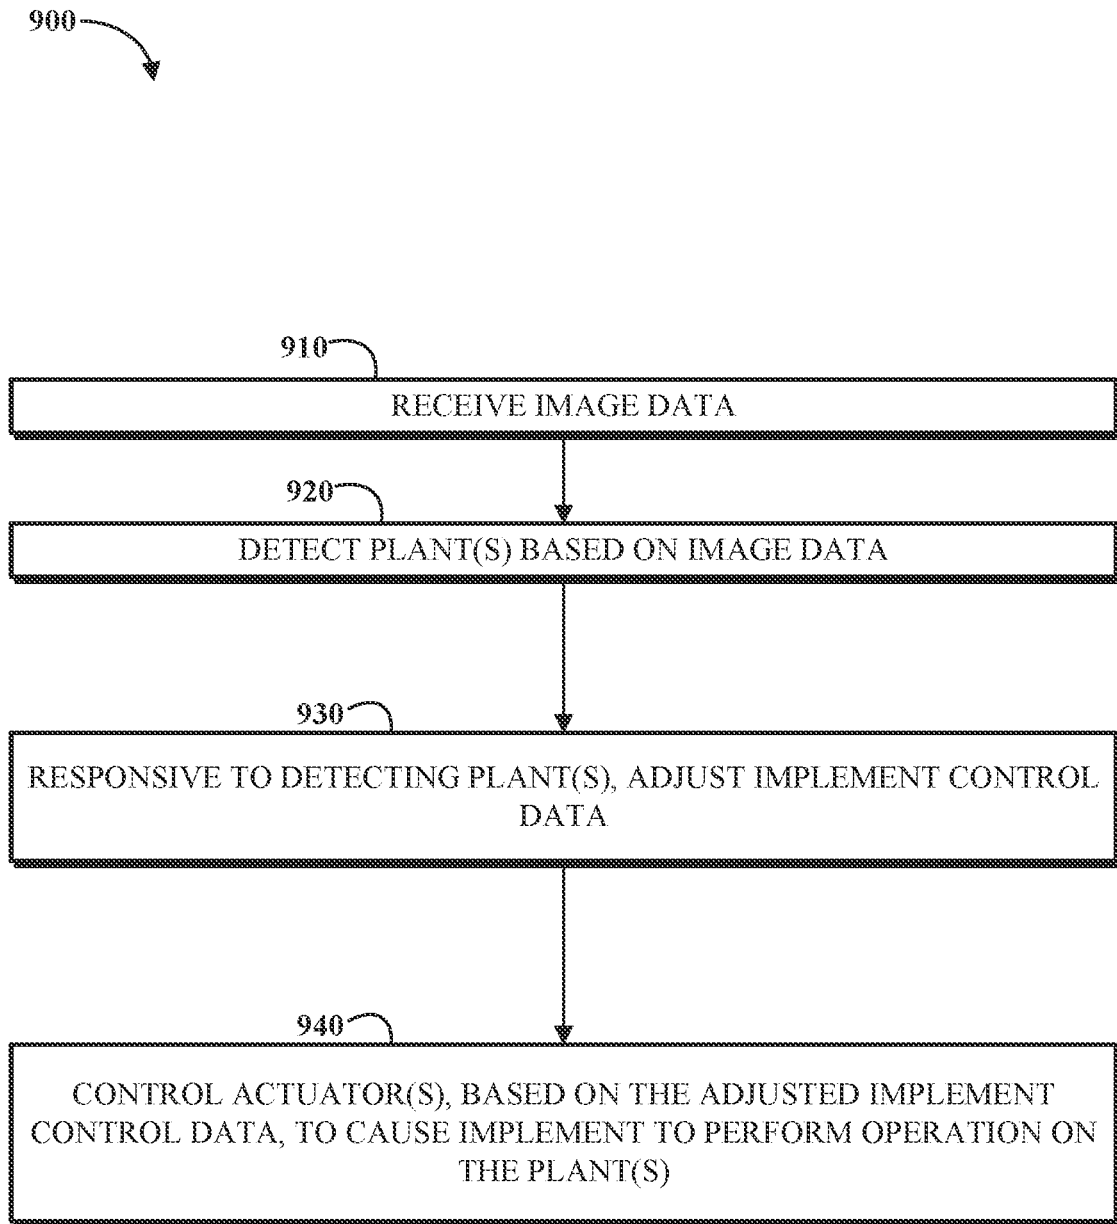 900
910
RECEIVE IMAGE DATA
920
DETECT PLANT(S) BASED ON IMAGE DATA
930
RESPONSIVE TO DETECTING PLANT(S), ADJUST IMPLEMENT CONTROL
DATA
940
CONTROL ACTUATOR(S), BASED ON THE ADJUSTED IMPLEMENT
CONTROL DATA, TO CAUSE IMPLEMENT TO PERFORM OPERATION ON
THE PLANT(S)